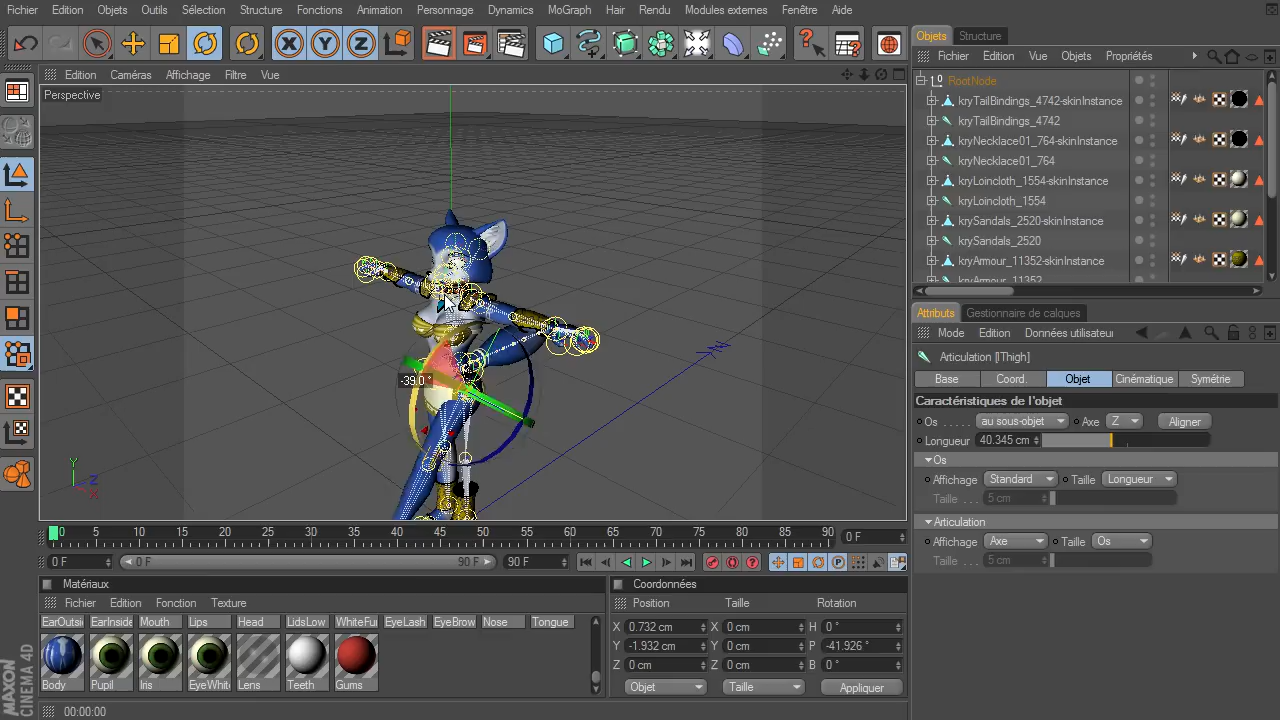 Fichier Edition Objets Outils Sélection Structure Fonctions Animation Personnage Dynamics MoGraph Hair Rendu Modules externes Fenêtre Aide
Edition Caméras Affichage Filtre Vue
Perspective
-39.0 °
Y
Z
X
0 5 10 15 20 25 30 35 40 45 50 55 60 65 70 75 80 85 90 0 F
0 F 0 F 90 F 90 F
Matériaux
Fichier Edition Fonction Texture
EarOutsi EarInside Mouth Lips Head LidsLow WhiteFur EyeLash EyeBrow Nose Tongue
Body Pupil Iris EyeWhit Lens Teeth Gums
Coordonnées
Position Taille Rotation
X 0.732 cm X 0 cm H 0 °
Y -1.932 cm Y 0 cm P -41.926 °
Z 0 cm Z 0 cm B 0 °
Objet Taille Appliquer
00:00:00
MAXON
CINEMA 4D
Objets Structure
Fichier Edition Vue Objets Propriétés
RootNode
kryTailBindings_4742-skinInstance
kryTailBindings_4742
kryNecklace01_764-skinInstance
kryNecklace01_764
kryLoincloth_1554-skinInstance
kryLoincloth_1554
krySandals_2520-skinInstance
krySandals_2520
kryArmour_11352-skinInstance
kryArmour_11352
Attributs Gestionnaire de calques
Mode Edition Données utilisateur
Articulation [lThigh]
Base Coord. Objet Cinématique Symétrie
Caractéristiques de l'objet
Os . . . . . au sous-objet Axe Z Aligner
Longueur 40.345 cm
Os
Affichage Standard Taille Longueur
Taille . . . 5 cm
Articulation
Affichage Axe Taille Os
Taille . . . 5 cm